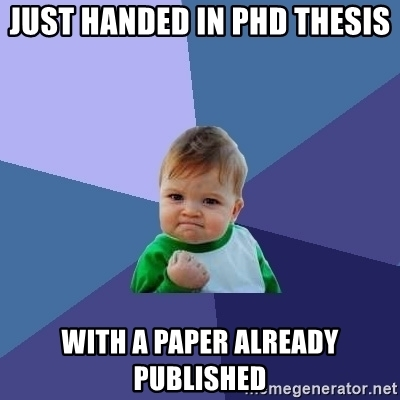 JUST HANDED IN PHD THESIS
WITH A PAPER ALREADY
PUBLISHED
memegenerator.net